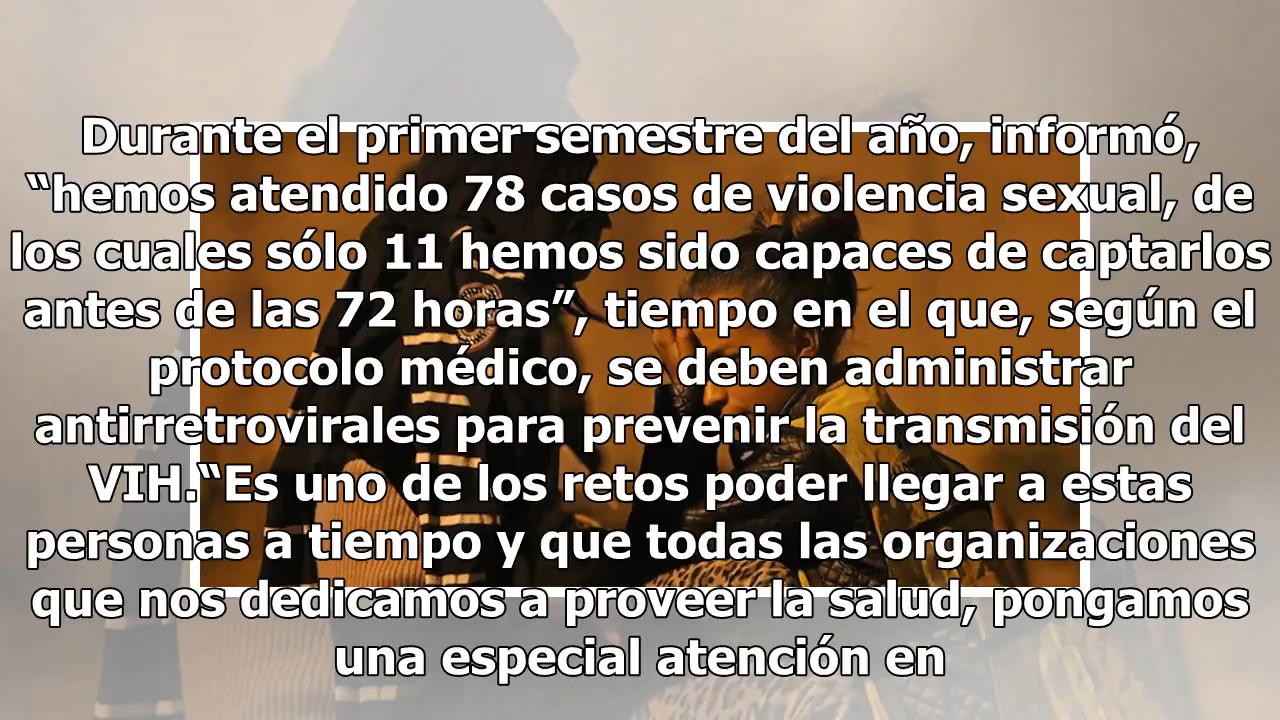 Durante el primer semestre del año, informó,
“hemos atendido 78 casos de violencia sexual, de
los cuales sólo 11 hemos sido capaces de captarlos
antes de las 72 horas”, tiempo en el que, según el
protocolo médico, se deben administrar
antirretrovirales para prevenir la transmisión del
VIH.“Es uno de los retos poder llegar a estas
personas a tiempo y que todas las organizaciones
que nos dedicamos a proveer la salud, pongamos
una especial atención en